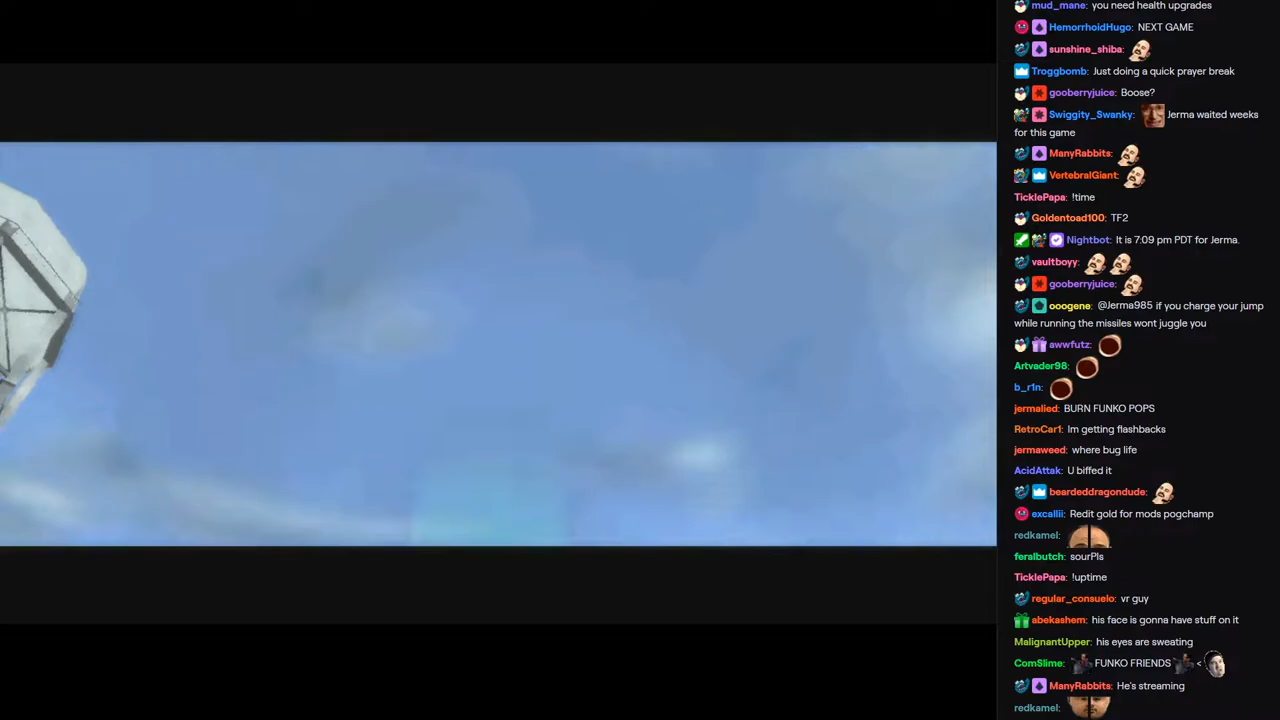 mud_mane: you need health upgrades
HemorrhoidHugo: NEXT GAME
sunshine_shiba:
Troggbomb: Just doing a quick prayer break
gooberryjuice: Boose?
Swiggity_Swanky: Jerma waited weeks
for this game
ManyRabbits:
VertebralGiant:
TicklePapa: !time
Goldentoad100: TF2
Nightbot: It is 7:09 pm PDT for Jerma.
vaultboyy:
gooberryjuice:
ooogene: @Jerma985 if you charge your jump
while running the missiles wont juggle you
awwfutz:
Artvader98:
b_r1n:
jermalied: BURN FUNKO POPS
RetroCar1: Im getting flashbacks
jermaweed: where bug life
AcidAttak: U biffed it
beardeddragondude:
excallii: Redit gold for mods pogchamp
redkamel:
feralbutch: sourPls
TicklePapa: !uptime
regular_consuelo: vr guy
abekashem: his face is gonna have stuff on it
MalignantUpper: his eyes are sweating
ComSlime: FUNKO FRIENDS <
ManyRabbits: He's streaming
redkamel: